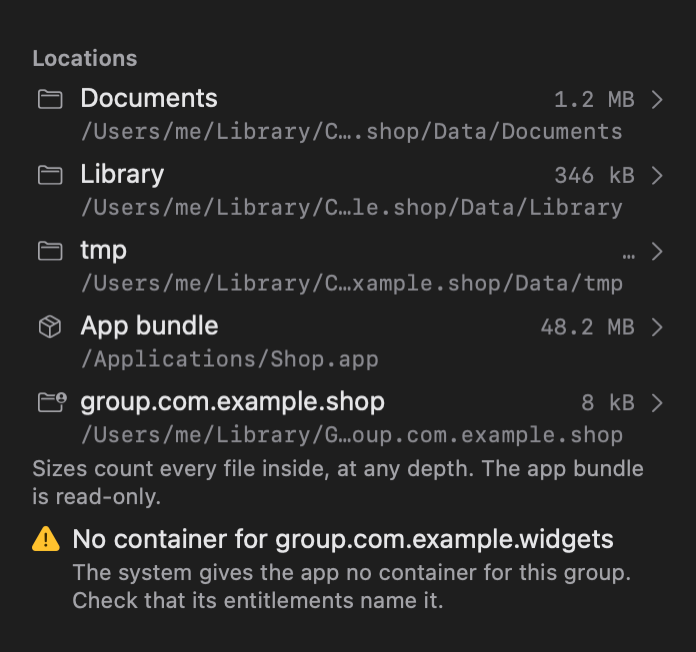 Locations
Documents
1.2 MB
/Users/me/Library/C….shop/Data/Documents
Library
346 kB
/Users/me/Library/C…le.shop/Data/Library
tmp
…
/Users/me/Library/C…xample.shop/Data/tmp
App bundle
48.2 MB
/Applications/Shop.app
group.com.example.shop
8 kB
/Users/me/Library/G…oup.com.example.shop
Sizes count every file inside, at any depth. The app bundle
is read-only.
No container for group.com.example.widgets
The system gives the app no container for this group.
Check that its entitlements name it.